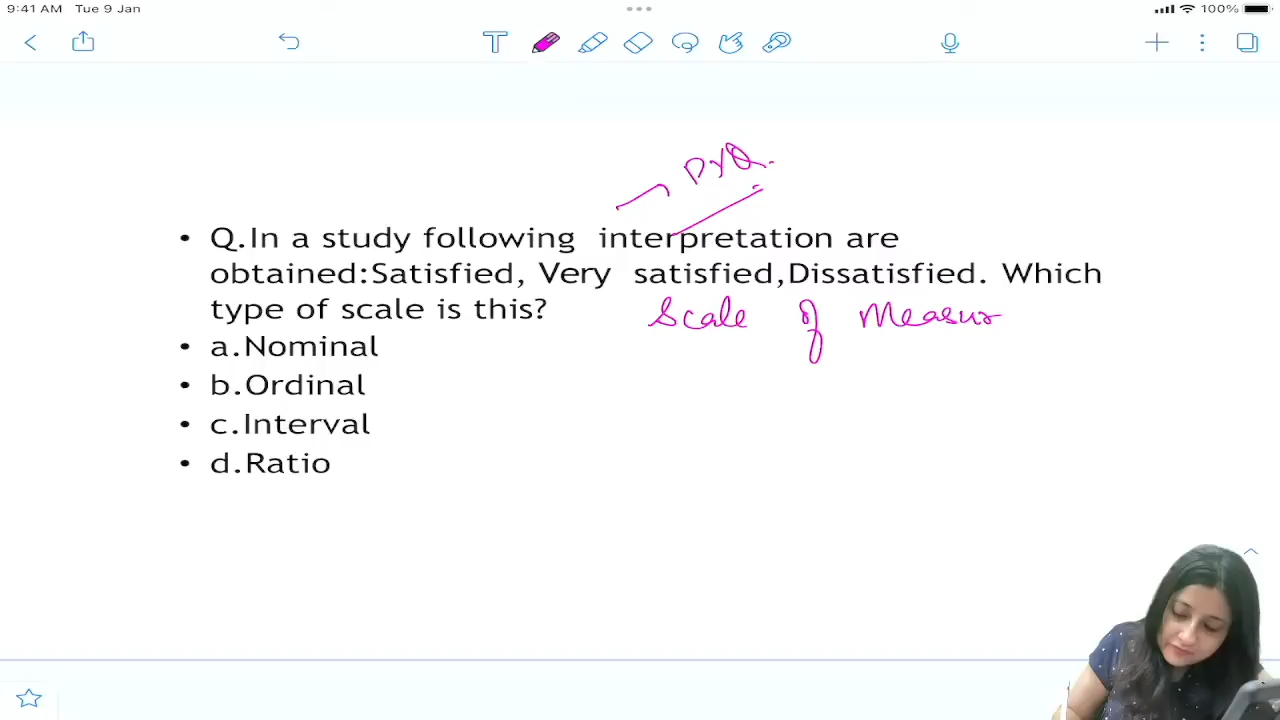 9:41 AM Tue 9 Jan
100%
PYQ.
• Q.In a study following interpretation are
obtained:Satisfied, Very satisfied,Dissatisfied. Which
type of scale is this?
Scale of Measur
• a.Nominal
• b.Ordinal
• c.Interval
• d.Ratio